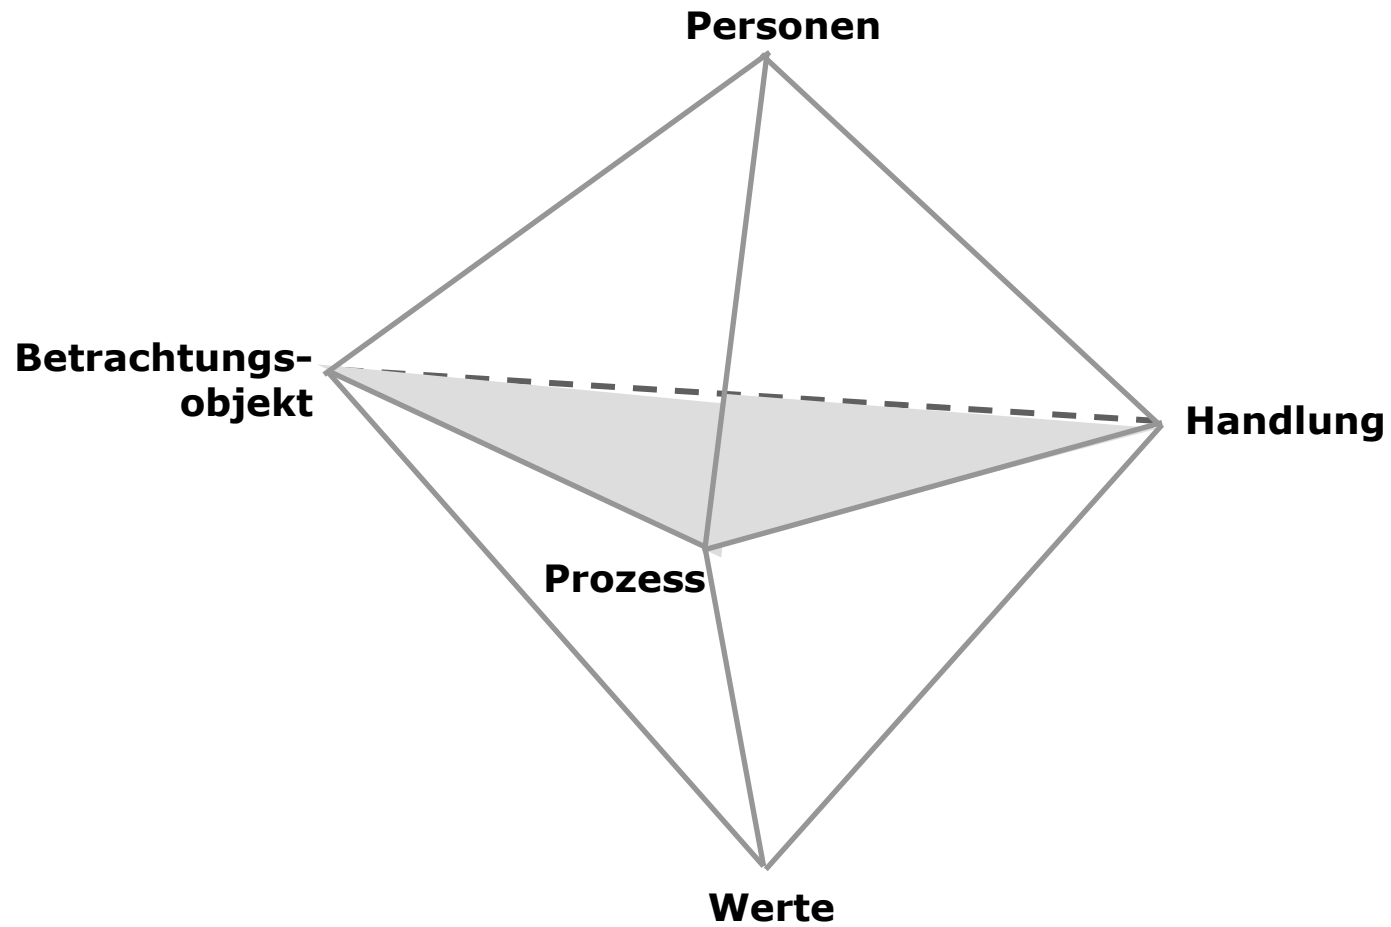 Personen
Betrachtungs-
objekt
Handlung
Prozess
Werte